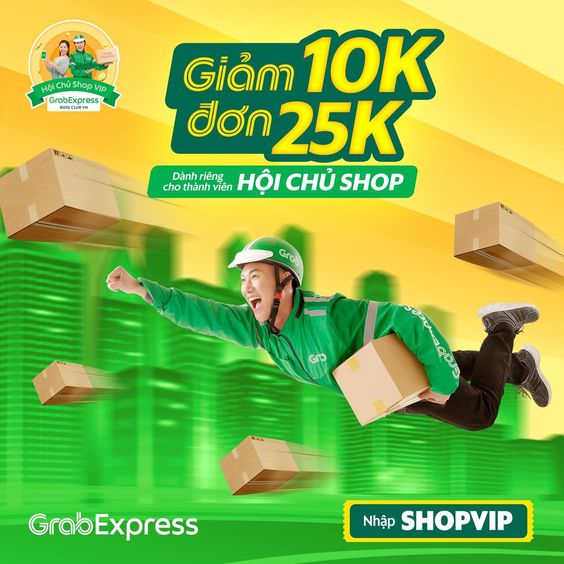 Hội Chủ Shop VIP
GrabExpress
BOSS CLUB VN
Giảm 10K
đơn 25K
Dành riêng
cho thành viên HỘI CHỦ SHOP
Grab
Grab
GrabExpress
Nhập SHOPVIP